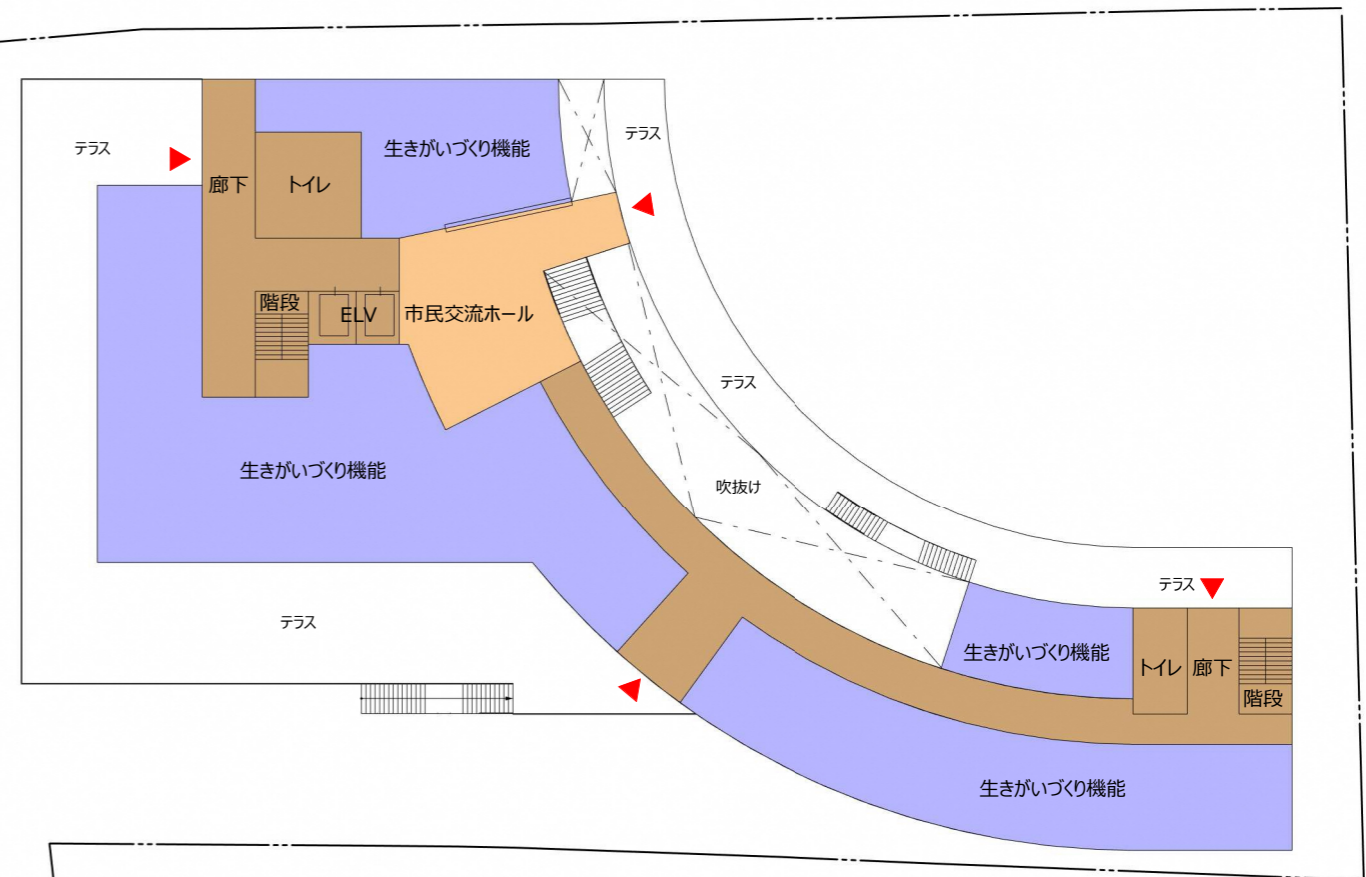 テラス
テラス
生きがいづくり機能
廊下
トイレ
階段
ELV
市民交流ホール
テラス
生きがいづくり機能
吹抜け
テラス
テラス
生きがいづくり機能
トイレ
廊下
階段
生きがいづくり機能